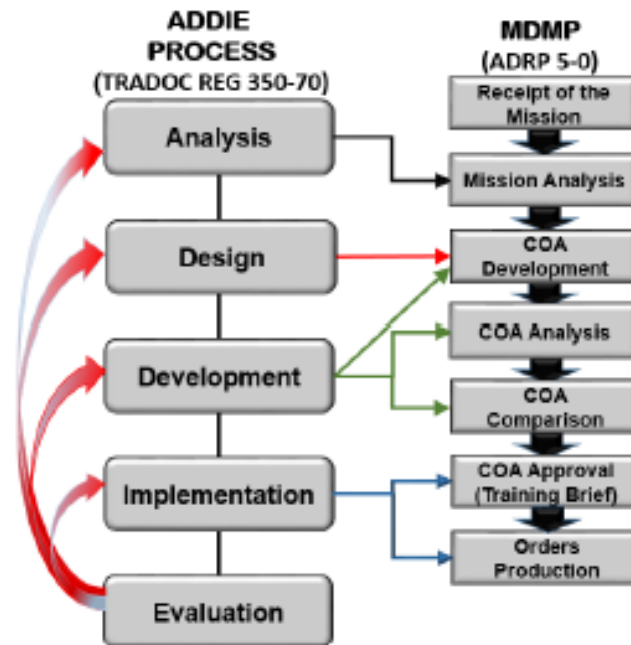 ADDIE
PROCESS
(TRADOC REG 350-70)
Analysis
Design
Development
Implementation
Evaluation
MDMP
(ADRP 5-0)
Receipt of the
Mission
Mission Analysis
COA
Development
COA Analysis
COA
Comparison
COA Approval
(Training Brief)
Orders
Production